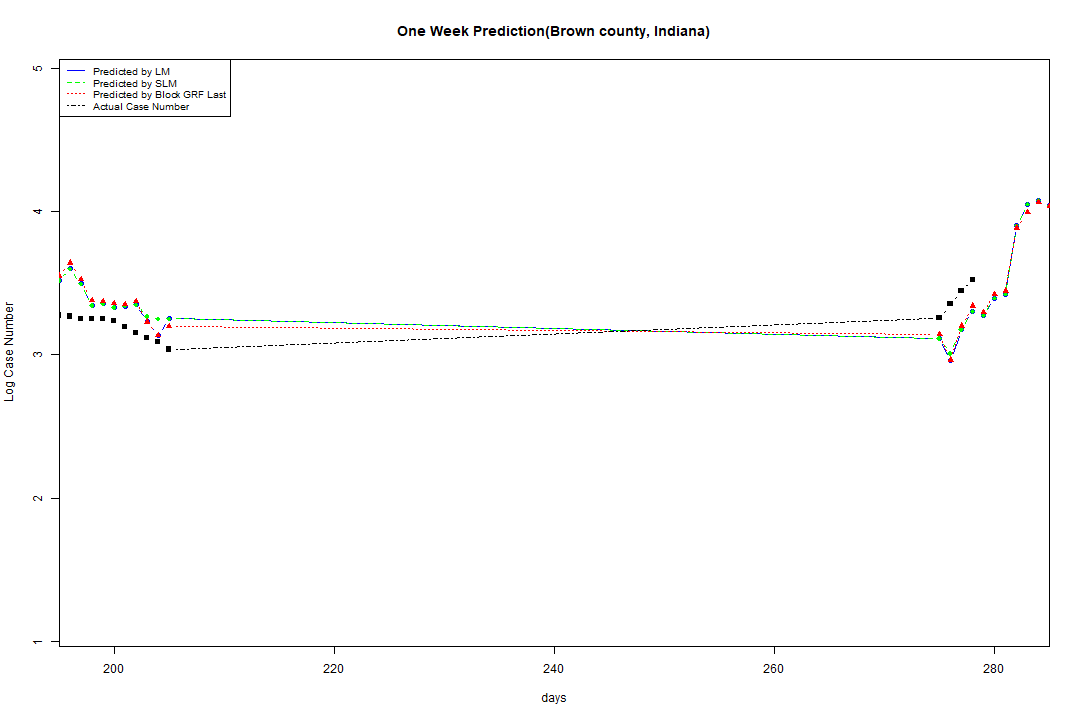 One Week Prediction(Brown county, Indiana)
Predicted by LM
Predicted by SLM
Predicted by Block GRF Last
Actual Case Number
5
4
3
2
1
Log Case Number
200 220 240 260 280
days